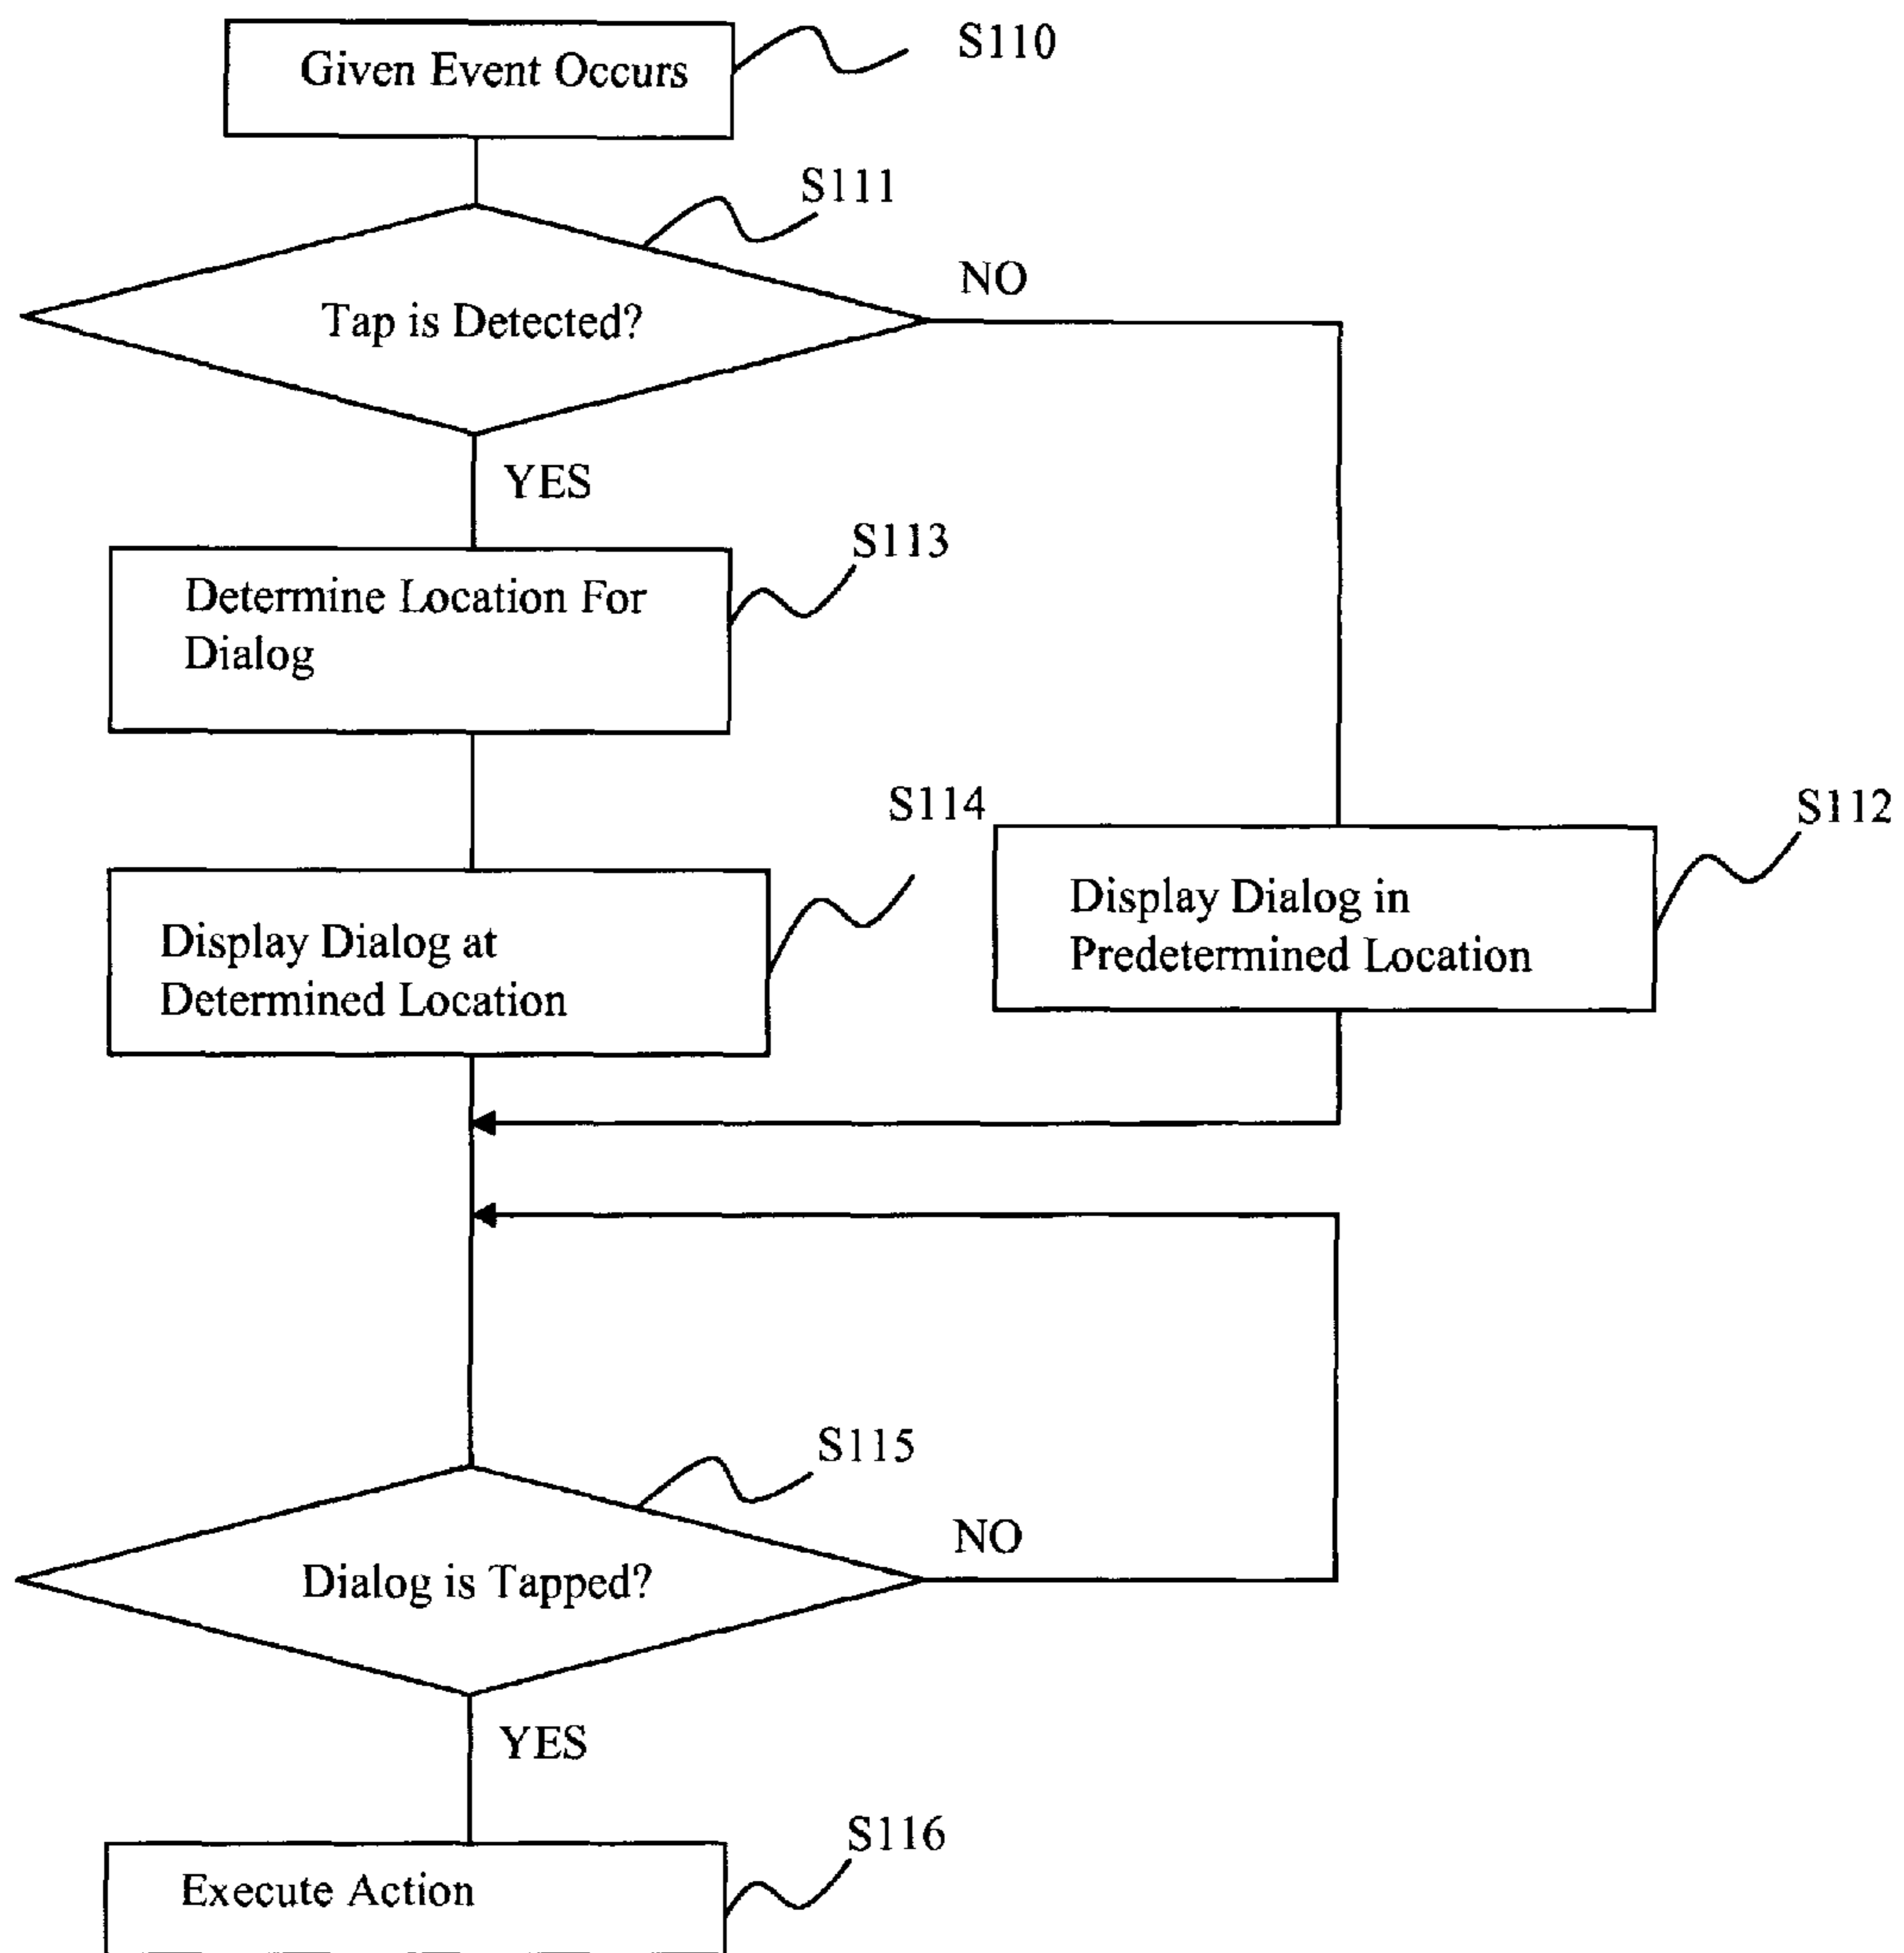 Given Event Occurs
S110
S111
Tap is Detected?
NO
YES
S113
Determine Location For
Dialog
S114
Display Dialog at
Determined Location
S112
Display Dialog in
Predetermined Location
S115
Dialog is Tapped?
NO
YES
S116
Execute Action